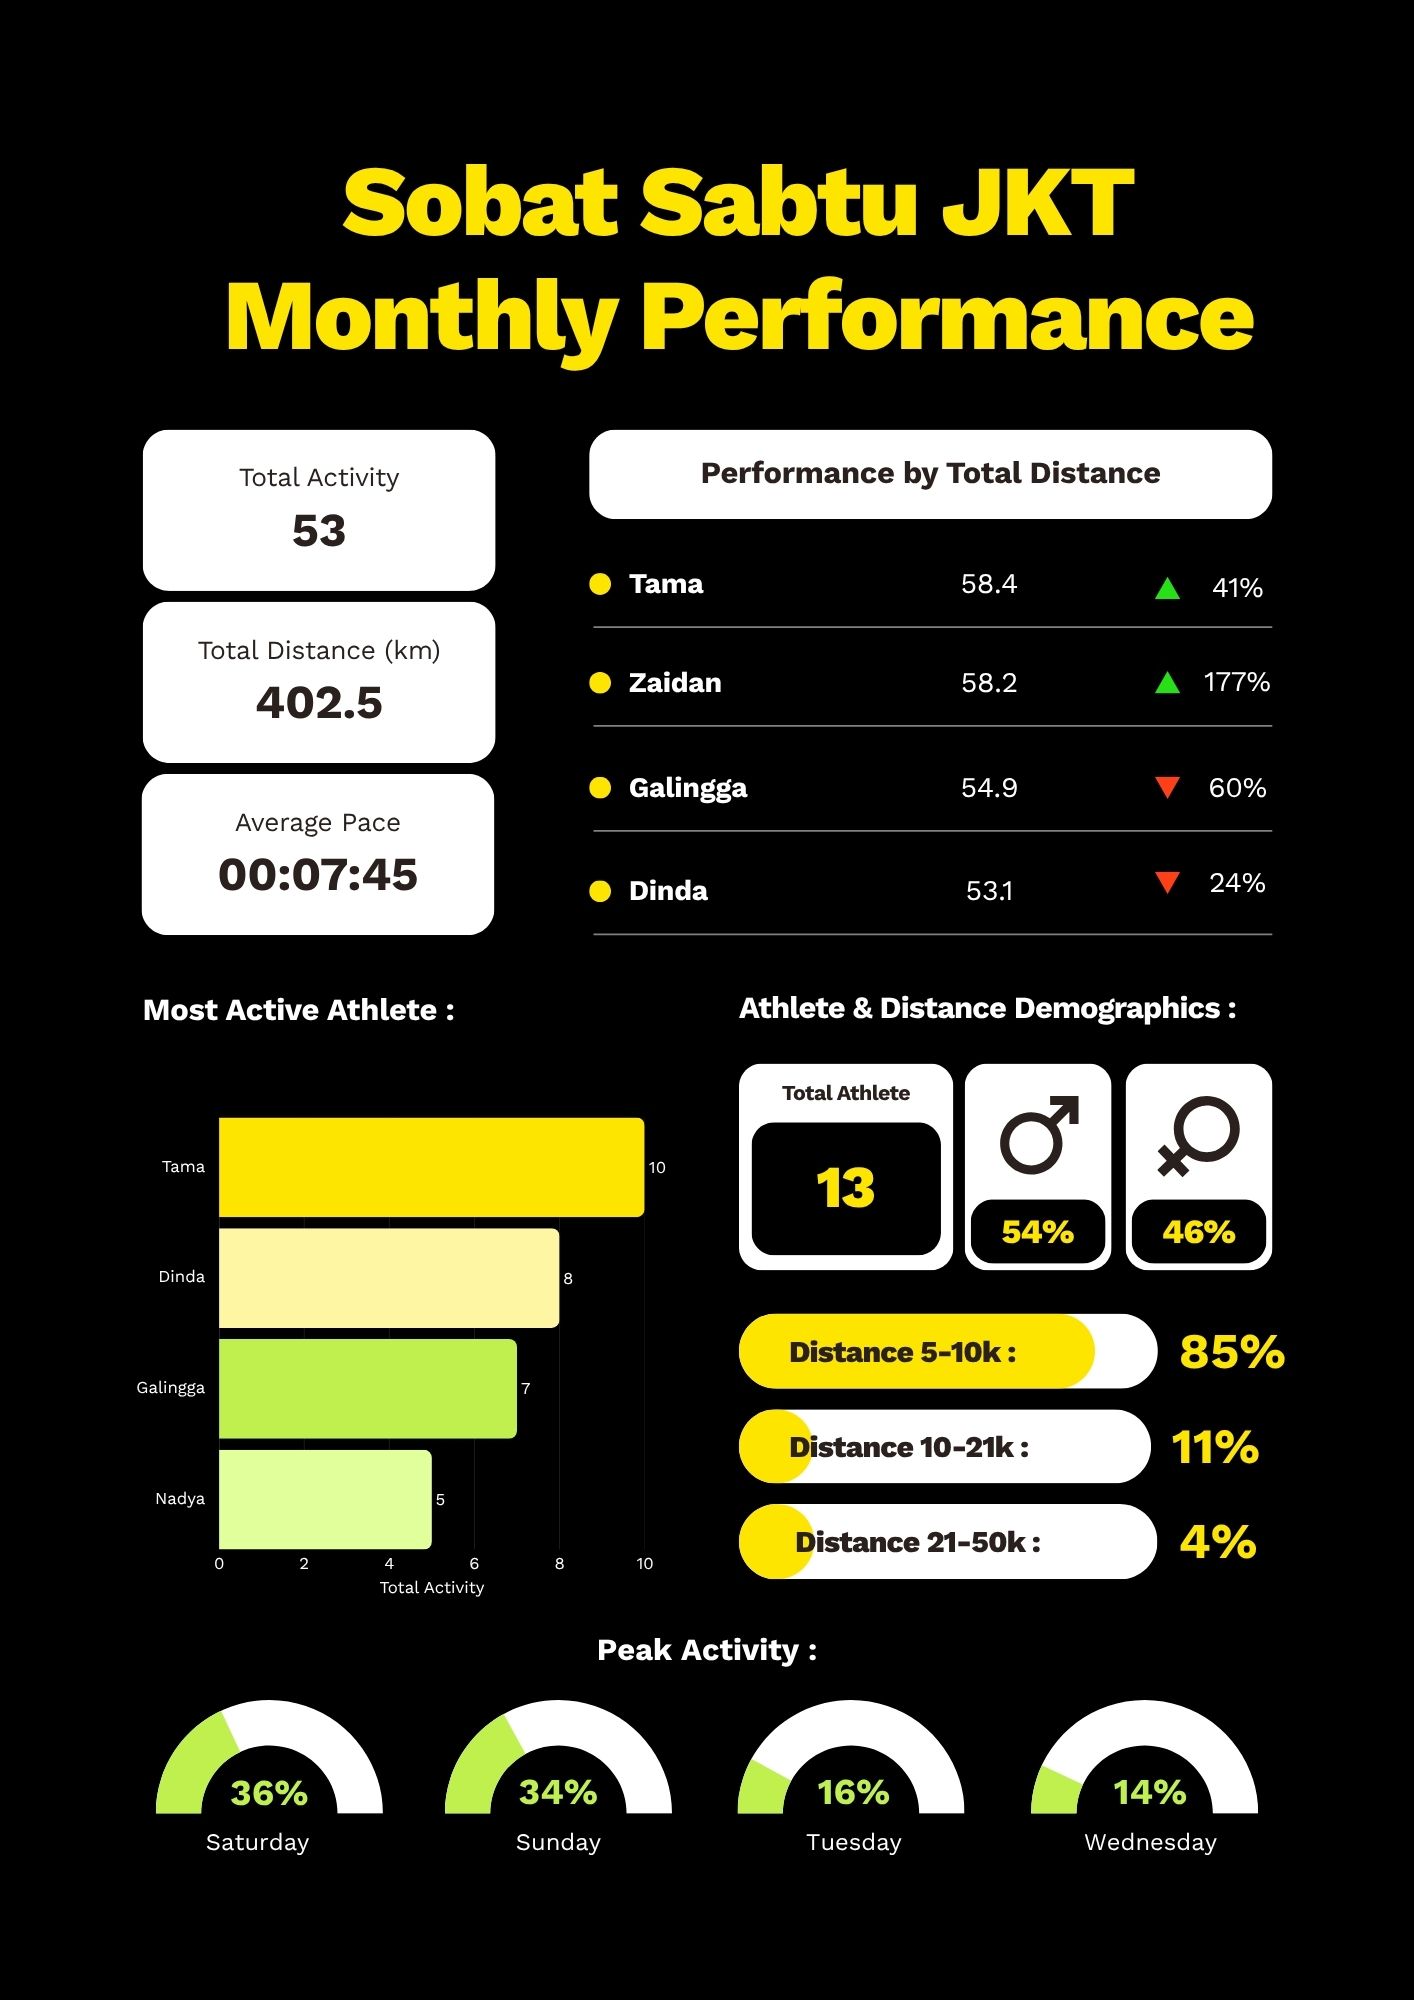 Sobat Sabtu JKT
Monthly Performance
Total Activity
53
Total Distance (km)
402.5
Average Pace
00:07:45
Performance by Total Distance
Tama 58.4 41%
Zaidan 58.2 177%
Galingga 54.9 60%
Dinda 53.1 24%
Most Active Athlete :
Tama 10
Dinda 8
Galingga 7
Nadya 5
0 2 4 6 8 10
Total Activity
Athlete & Distance Demographics :
Total Athlete
13
54%
46%
Distance 5-10k : 85%
Distance 10-21k : 11%
Distance 21-50k : 4%
Peak Activity :
36% 34% 16% 14%
Saturday Sunday Tuesday Wednesday